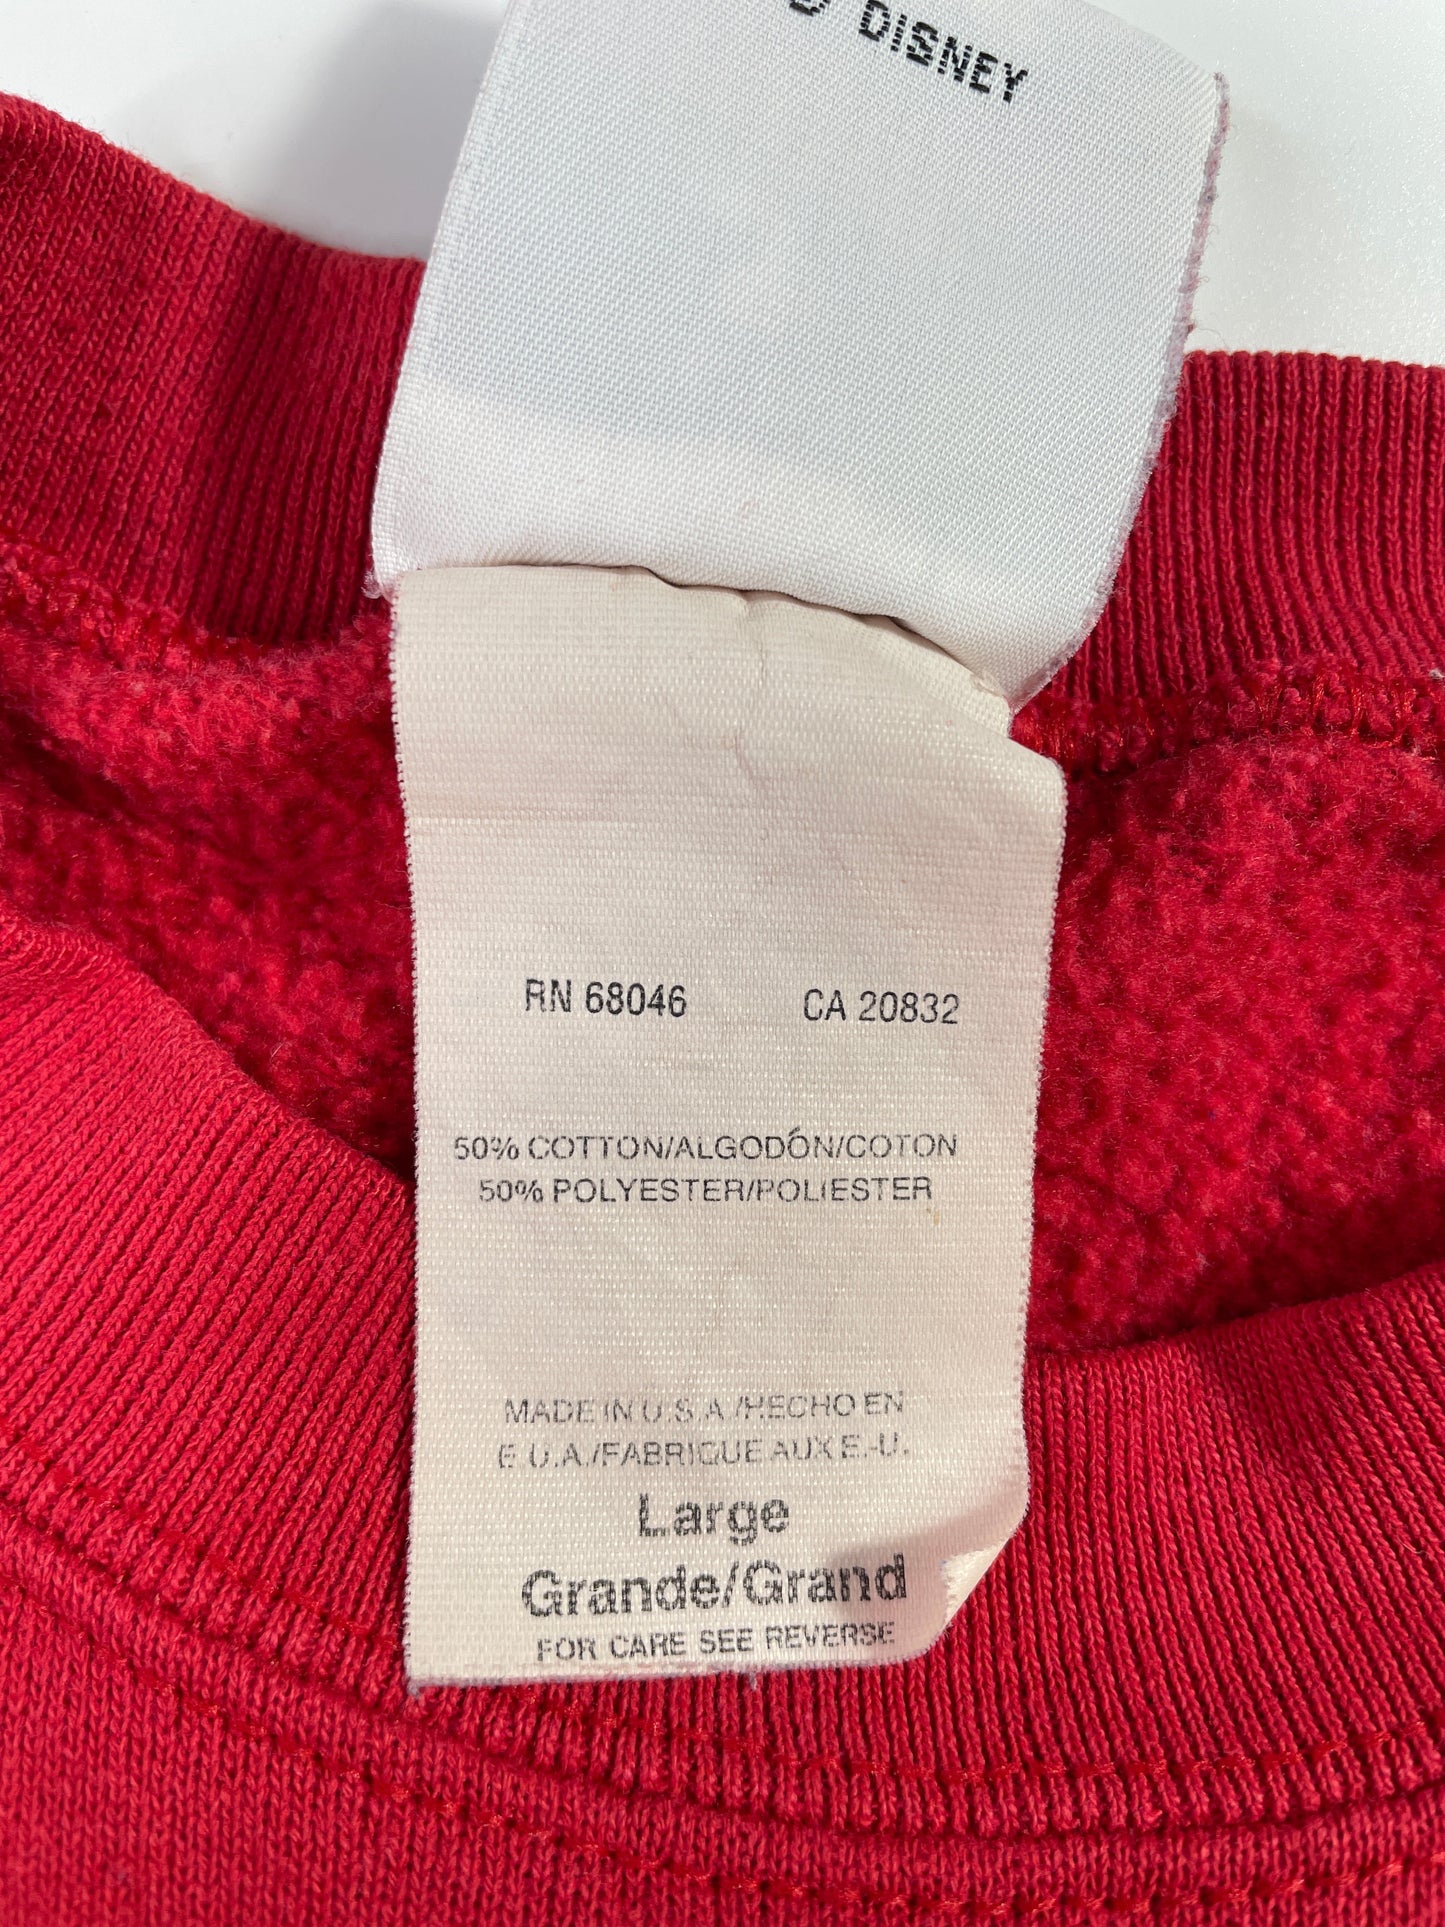 © DISNEY
RN 68046 CA 20832
50% COTTON/ALGODÓN/COTON
50% POLYESTER/POLIESTER
MADE IN U.S.A./HECHO EN
E.U.A./FABRIQUE AUX E.-U.
Large
Grande/Grand
FOR CARE SEE REVERSE